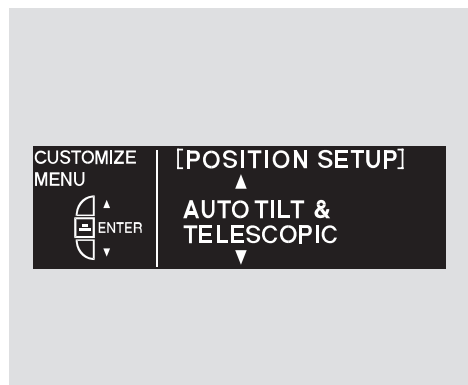 CUSTOMIZE
MENU
ENTER
[POSITION SETUP]
AUTO TILT &
TELESCOPIC